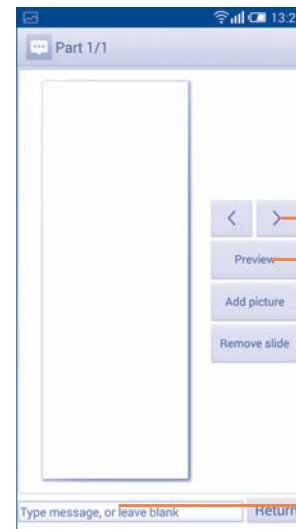 13:2
Part 1/1
< >
Preview
Add picture
Remove slide
Type message, or leave blank
Return